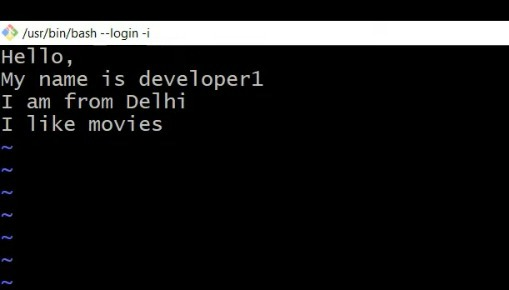 /usr/bin/bash --login -i
Hello,
My name is developer1
I am from Delhi
I like movies
~
~
~
~
~
~
~